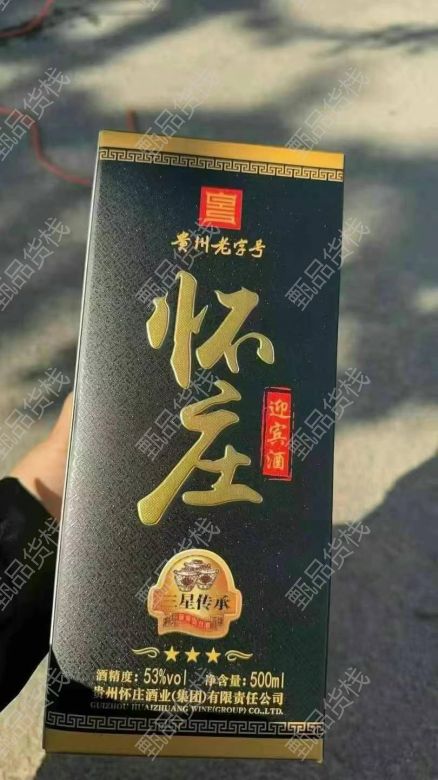 貴州老字号
怀庄
迎宾酒
三星传承
★★★
酒精度：53%vol 净含量：500ml
贵州怀庄酒业(集团)有限责任公司
GUIZHOU HUAIZHUANG WINE(GROUP) CO.,LTD.
甄品货栈